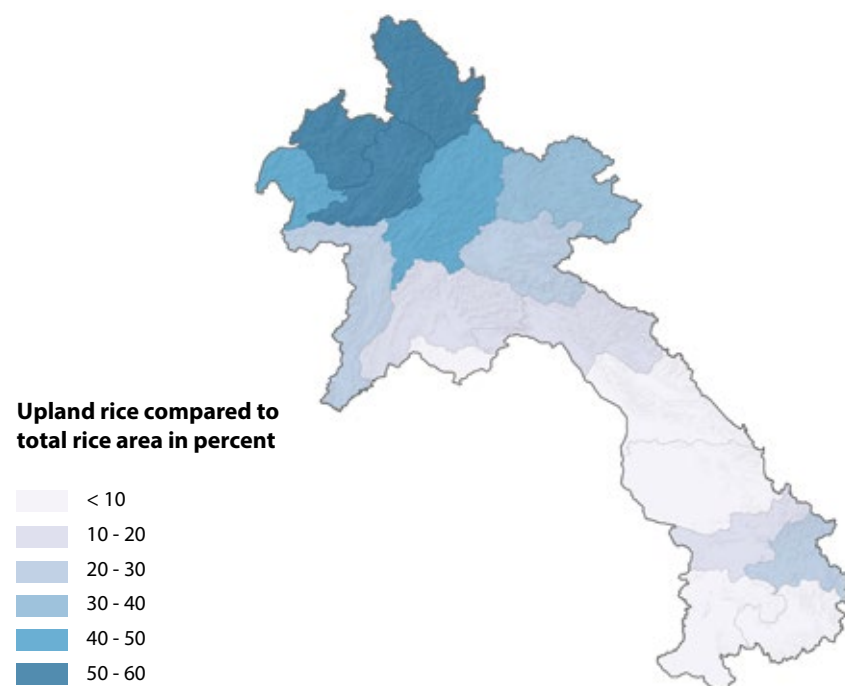 Upland rice compared to
total rice area in percent
< 10
10 - 20
20 - 30
30 - 40
40 - 50
50 - 60